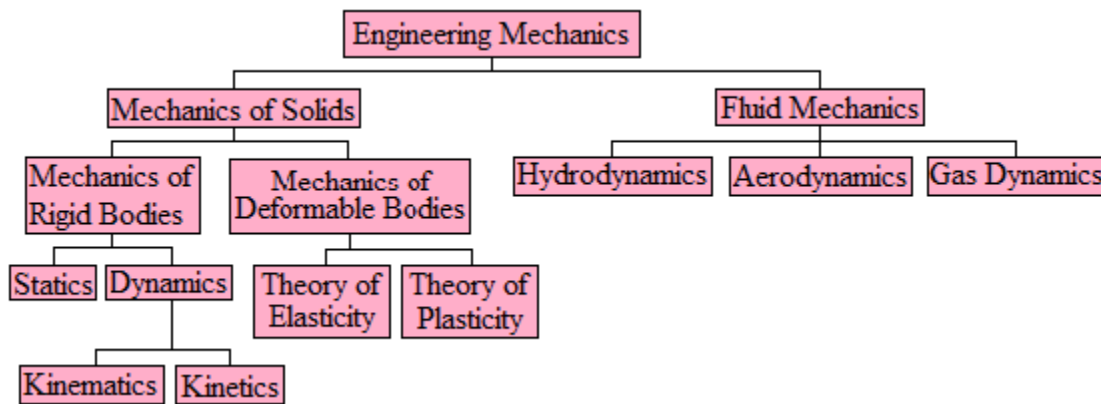 Engineering Mechanics
Mechanics of Solids
Fluid Mechanics
Mechanics of
Rigid Bodies
Mechanics of
Deformable Bodies
Hydrodynamics
Aerodynamics
Gas Dynamics
Statics
Dynamics
Theory of
Elasticity
Theory of
Plasticity
Kinematics
Kinetics